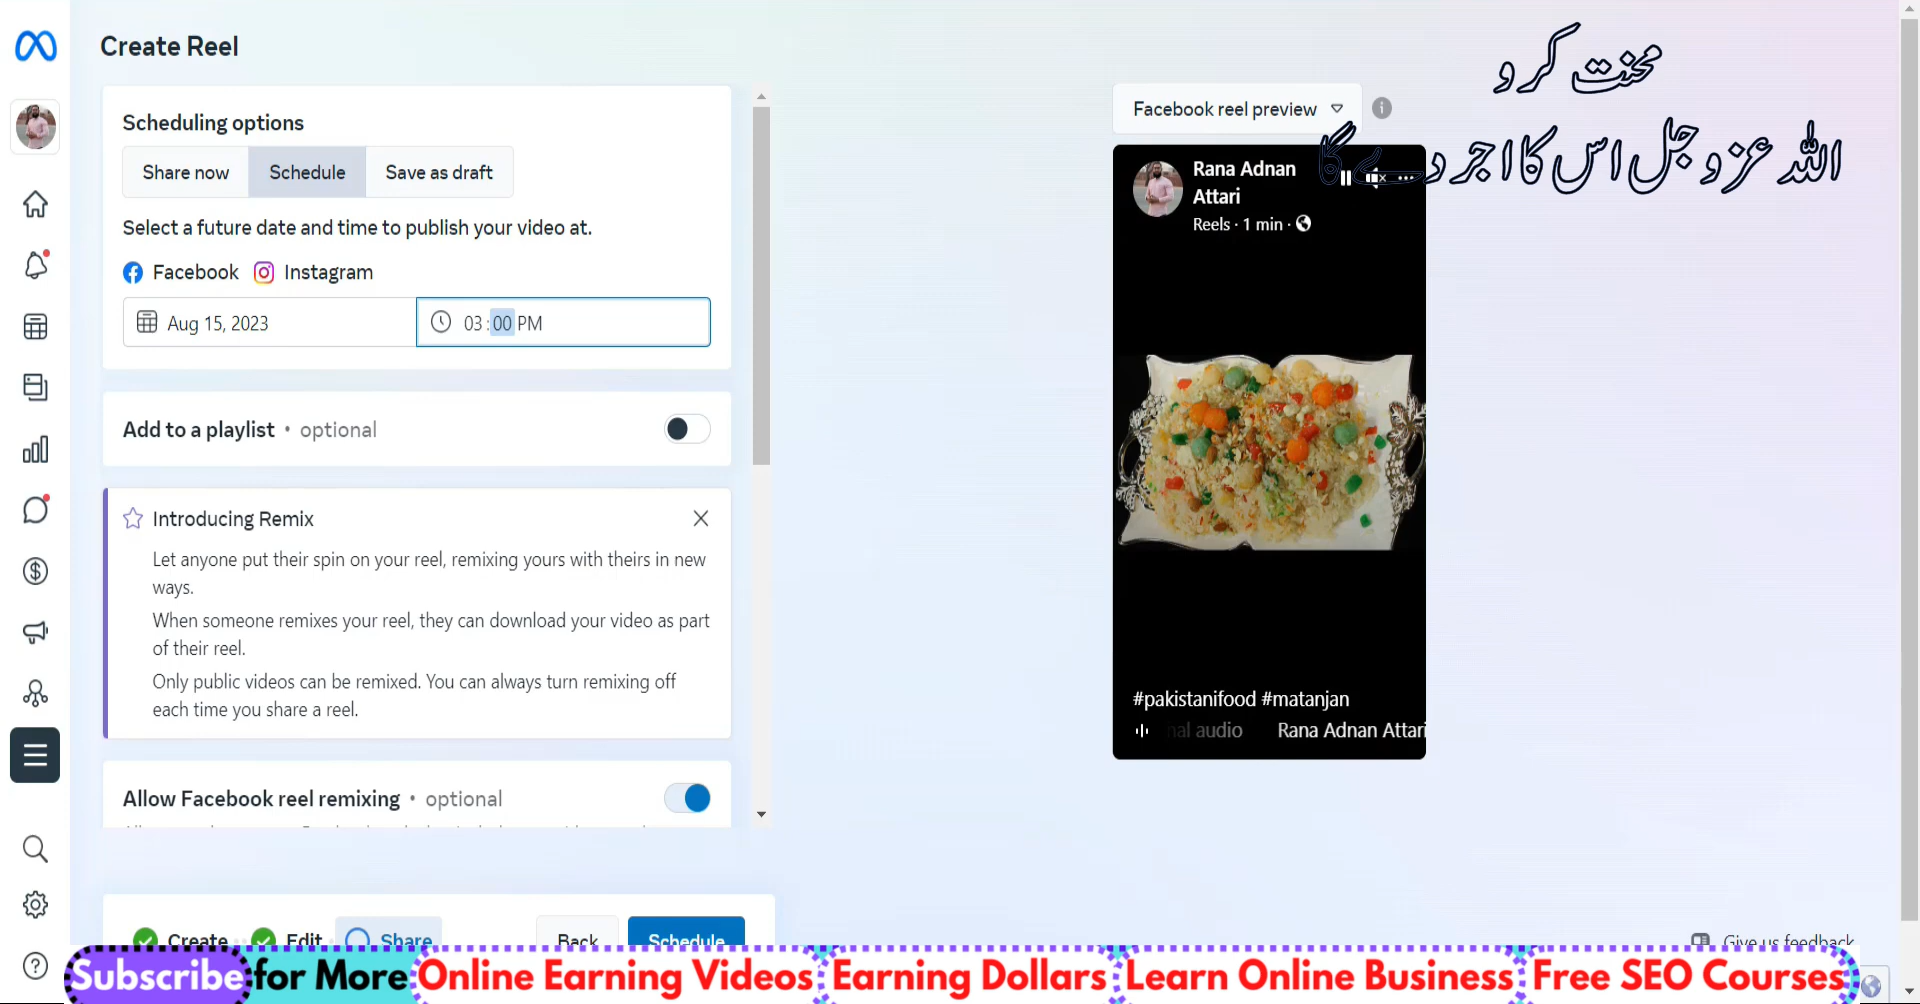 Create Reel
Scheduling options
Share now
Schedule
Save as draft
Select a future date and time to publish your video at.
Facebook
Instagram
Aug 15, 2023
03:00 PM
Add to a playlist • optional
Introducing Remix
Let anyone put their spin on your reel, remixing yours with theirs in new
ways.
When someone remixes your reel, they can download your video as part
of their reel.
Only public videos can be remixed. You can always turn remixing off
each time you share a reel.
Allow Facebook reel remixing • optional
Create
Edit
Share
Back
Schedule
Facebook reel preview
محنت کرو
اللہ عزوجل اس کا اجر دے گا
Rana Adnan
Attari
Reels · 1 min ·
#pakistanifood #matanjan
nal audio Rana Adnan Attari
Give us feedback
Subscribe for More Online Earning Videos Earning Dollars Learn Online Business Free SEO Courses